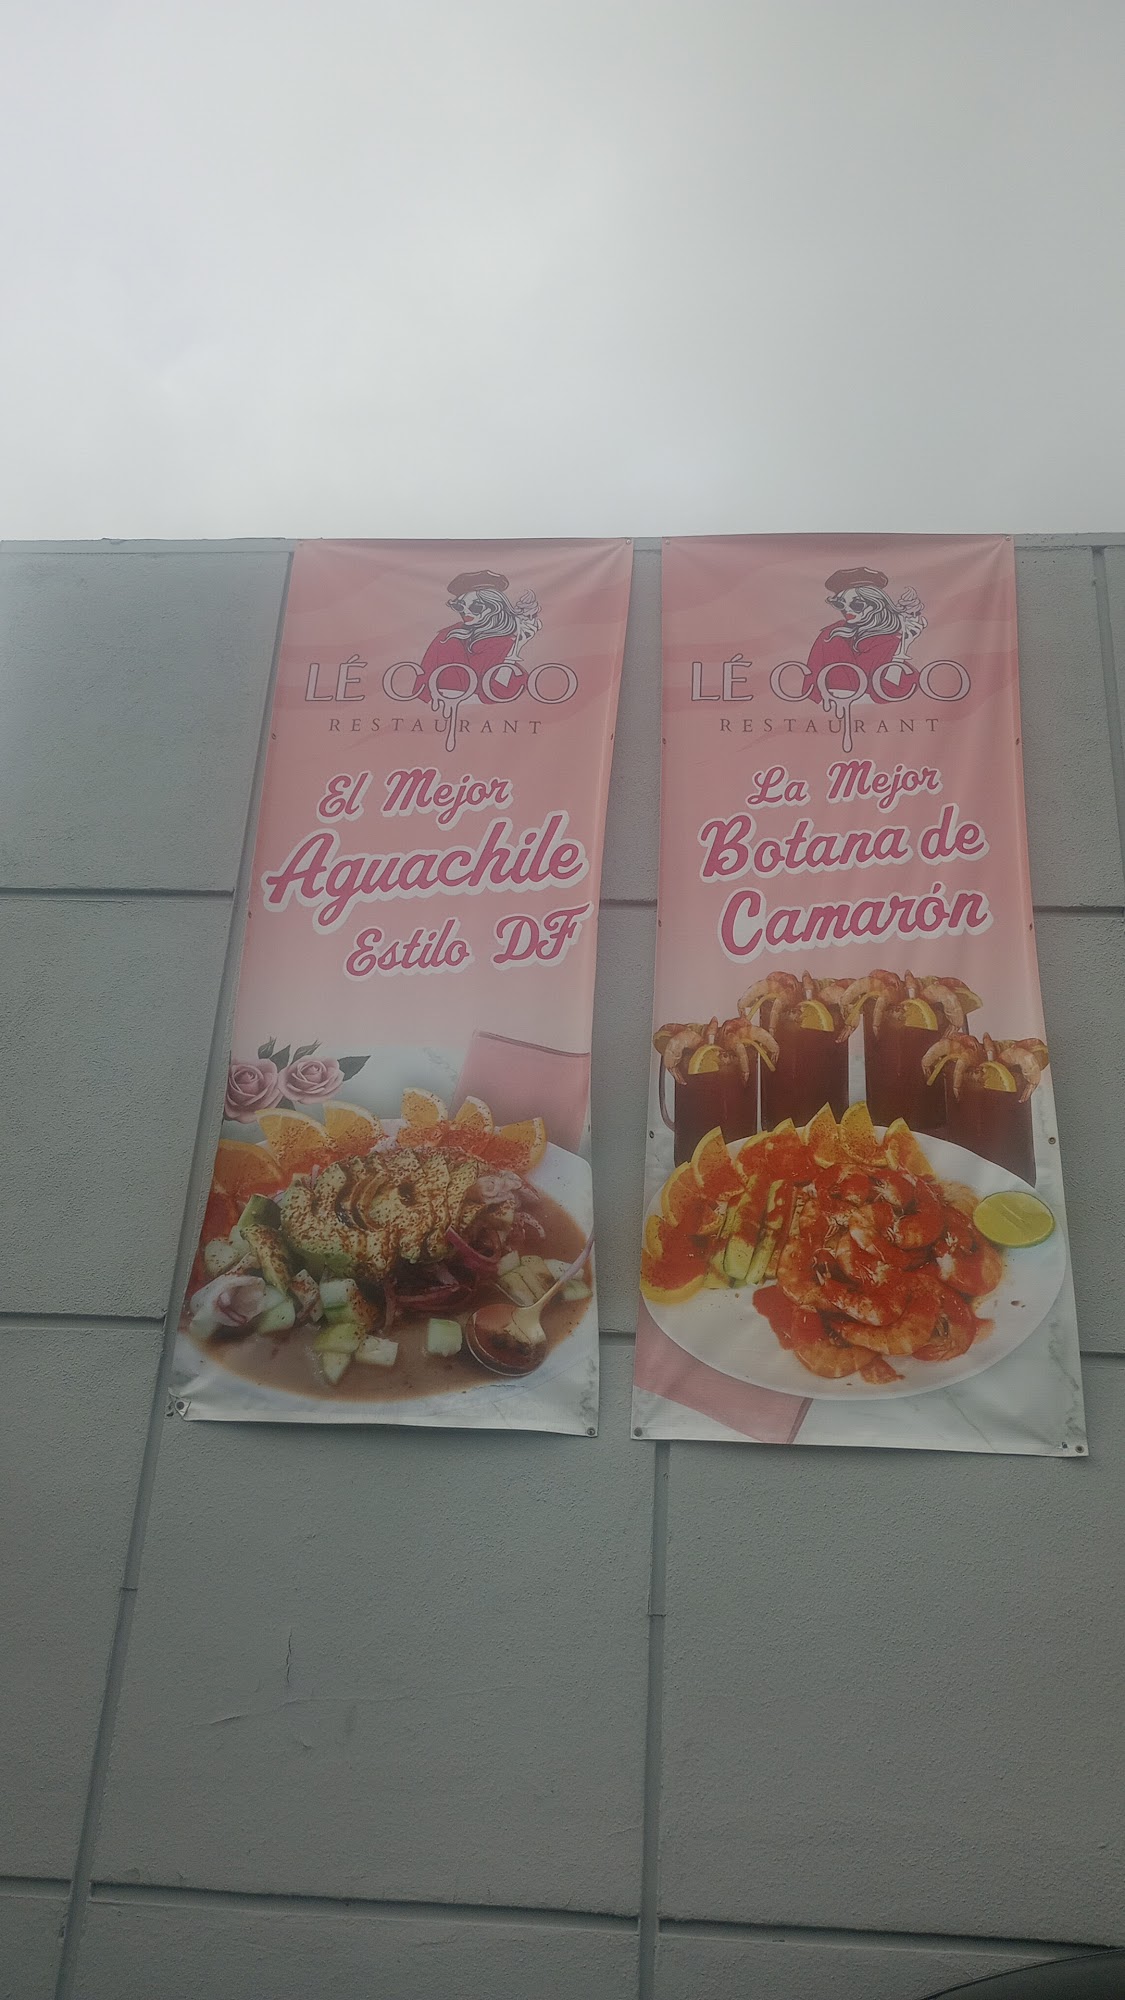 LÉ COCO
RESTAURANT
El Mejor
Aguachile
Estilo DF
LÉ COCO
RESTAURANT
La Mejor
Botana de
Camarón